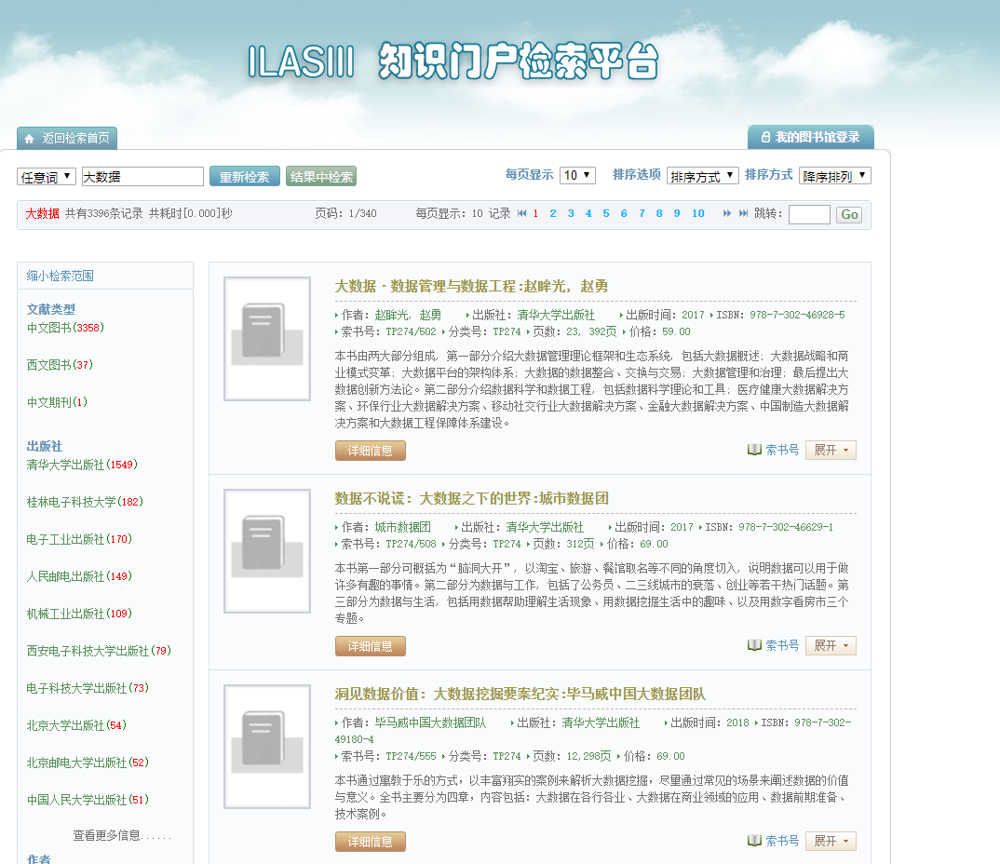 ILASIII 知识门户检索平台
返回检索首页
我的图书馆登录
任意词 大数据 重新检索 结果中检索 每页显示 10 排序选项 排序方式 排序方式 降序排列
大数据 共有3396条记录 共耗时[0.000]秒 页码: 1/340 每页显示: 10 记录 1 2 3 4 5 6 7 8 9 10 跳转: Go
缩小检索范围
文献类型
中文图书(3358)
西文图书(37)
中文期刊(1)
出版社
清华大学出版社(1549)
桂林电子科技大学(182)
电子工业出版社(170)
人民邮电出版社(149)
机械工业出版社(109)
西安电子科技大学出版社(79)
电子科技大学出版社(73)
北京大学出版社(54)
北京邮电大学出版社(52)
中国人民大学出版社(51)
查看更多信息......
作者
大数据·数据管理与数据工程:赵眸光, 赵勇
作者: 赵眸光, 赵勇 出版社: 清华大学出版社 出版时间: 2017 ISBN: 978-7-302-46928-5
索书号: TP274/502 分类号: TP274 页数: 23, 392页 价格: 59.00
本书由两大部分组成, 第一部分介绍大数据管理理论框架和生态系统, 包括大数据概述; 大数据战略和商
业模式变革; 大数据平台的架构体系; 大数据的数据整合、交换与交易; 大数据管理和治理; 最后提出大
数据创新方法论。第二部分介绍数据科学和数据工程, 包括数据科学理论和工具; 医疗健康大数据解决方
案、环保行业大数据解决方案、移动社交行业大数据解决方案、金融大数据解决方案、中国制造大数据解
决方案和大数据工程保障体系建设。
详细信息 索书号 展开
数据不说谎: 大数据之下的世界:城市数据团
作者: 城市数据团 出版社: 清华大学出版社 出版时间: 2017 ISBN: 978-7-302-46629-1
索书号: TP274/508 分类号: TP274 页数: 312页 价格: 69.00
本书第一部分可概括为“脑洞大开”, 以淘宝、旅游、餐馆取名等不同的角度切入, 说明数据可以用于做
许多有趣的事情。第二部分为数据与工作, 包括了公务员、二三线城市的衰落、创业等若干热门话题。第
三部分为数据与生活, 包括用数据帮助理解生活现象、用数据挖掘生活中的趣味、以及用数字看房市三个
专题。
详细信息 索书号 展开
洞见数据价值: 大数据挖掘要案纪实:毕马威中国大数据团队
作者: 毕马威中国大数据团队 出版社: 清华大学出版社 出版时间: 2018 ISBN: 978-7-302-
49180-4
索书号: TP274/555 分类号: TP274 页数: 12,298页 价格: 69.00
本书通过寓教于乐的方式, 以丰富翔实的案例来解析大数据挖掘, 尽量通过常见的场景来阐述数据的价值
与意义。全书主要分为四章, 内容包括: 大数据在各行各业、大数据在商业领域的应用、数据前期准备、
技术案例。
详细信息 索书号 展开